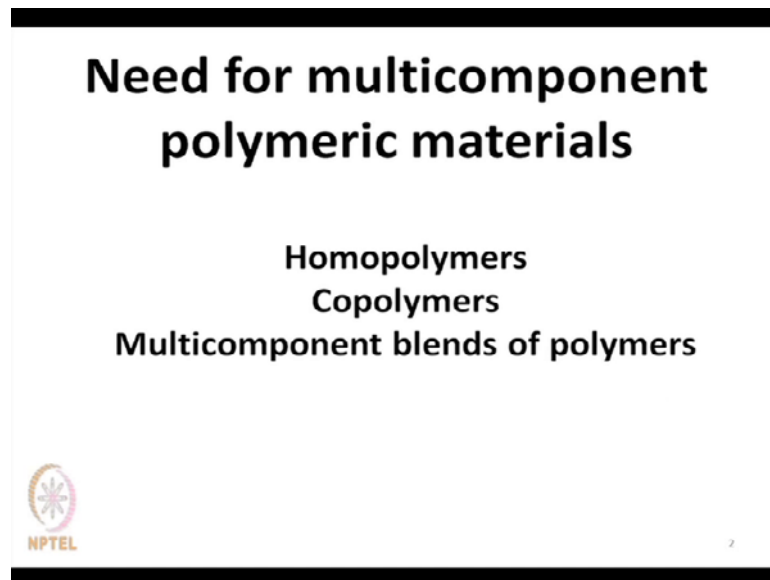 Need for multicomponent
polymeric materials
Homopolymers
Copolymers
Multicomponent blends of polymers
NPTEL
2